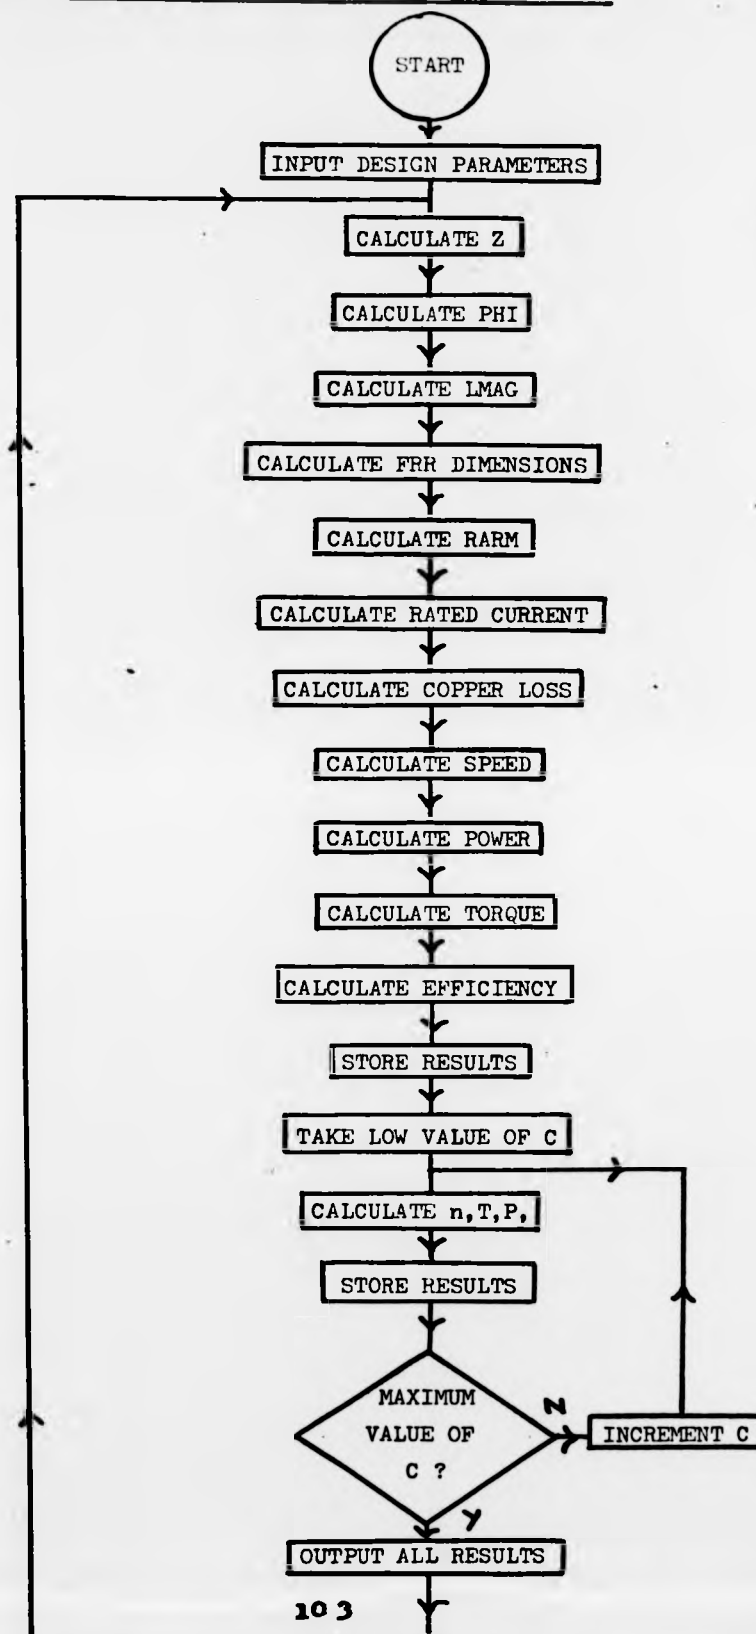 START
INPUT DESIGN PARAMETERS
CALCULATE Z
CALCULATE PHI
CALCULATE LMAG
CALCULATE FRR DIMENSIONS
CALCULATE RARM
CALCULATE RATED CURRENT
CALCULATE COPPER LOSS
CALCULATE SPEED
CALCULATE POWER
CALCULATE TORQUE
CALCULATE EFFICIENCY
STORE RESULTS
TAKE LOW VALUE OF C
CALCULATE n,T,P,
STORE RESULTS
MAXIMUM
VALUE OF
C ?
N
INCREMENT C
Y
OUTPUT ALL RESULTS
103